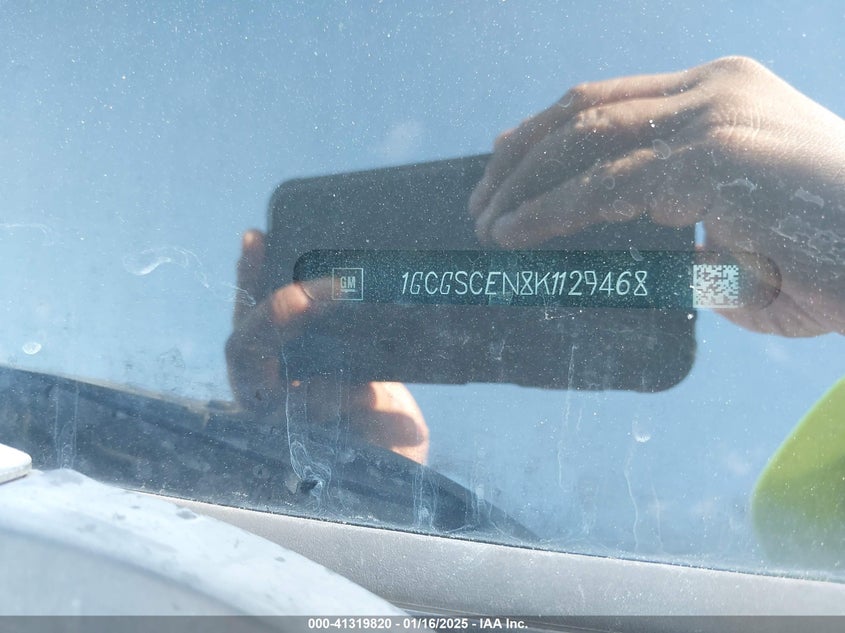 GM 1GCGSCEN8K1129468
000-41319820 - 01/16/2025 - IAA Inc.